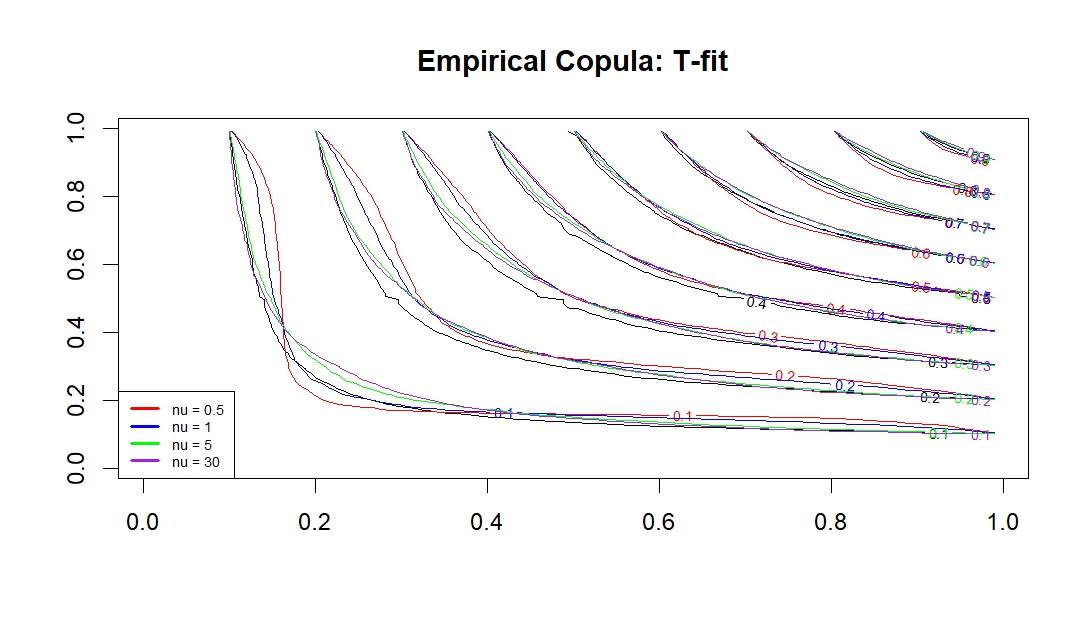 Empirical Copula: T-fit
1.0
0.8
0.6
0.4
0.2
0.0
0.0 0.2 0.4 0.6 0.8 1.0
nu = 0.5
nu = 1
nu = 5
nu = 30
0.6 0.6
0.7 0.7
0.5
0.4 0.4 0.4
0.3 0.3 0.3 0.3
0.2 0.2 0.2 0.2
0.1 0.1 0.1 0.1